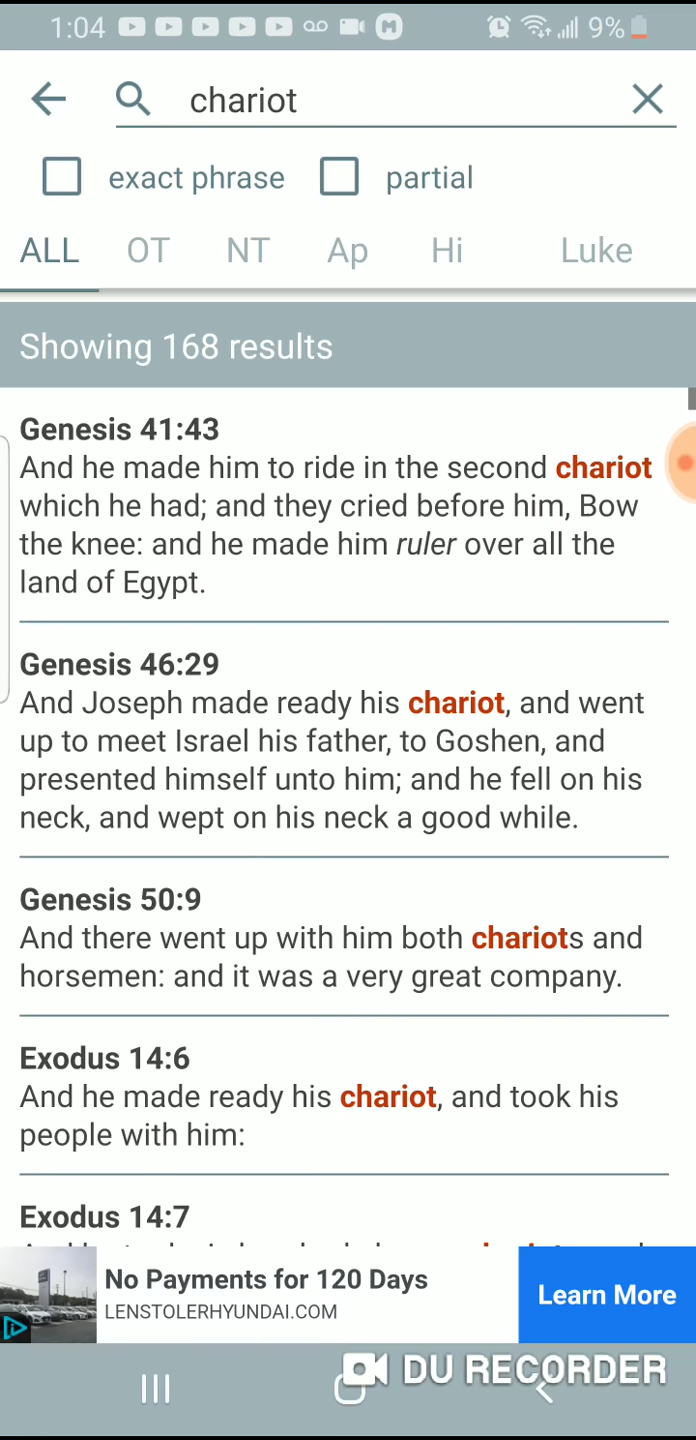 1:04 9%
chariot
exact phrase partial
ALL OT NT Ap Hi Luke
Showing 168 results
Genesis 41:43
And he made him to ride in the second chariot
which he had; and they cried before him, Bow
the knee: and he made him ruler over all the
land of Egypt.
Genesis 46:29
And Joseph made ready his chariot, and went
up to meet Israel his father, to Goshen, and
presented himself unto him; and he fell on his
neck, and wept on his neck a good while.
Genesis 50:9
And there went up with him both chariots and
horsemen: and it was a very great company.
Exodus 14:6
And he made ready his chariot, and took his
people with him:
Exodus 14:7
No Payments for 120 Days
LENSTOLERHYUNDAI.COM
Learn More
DU RECORDER